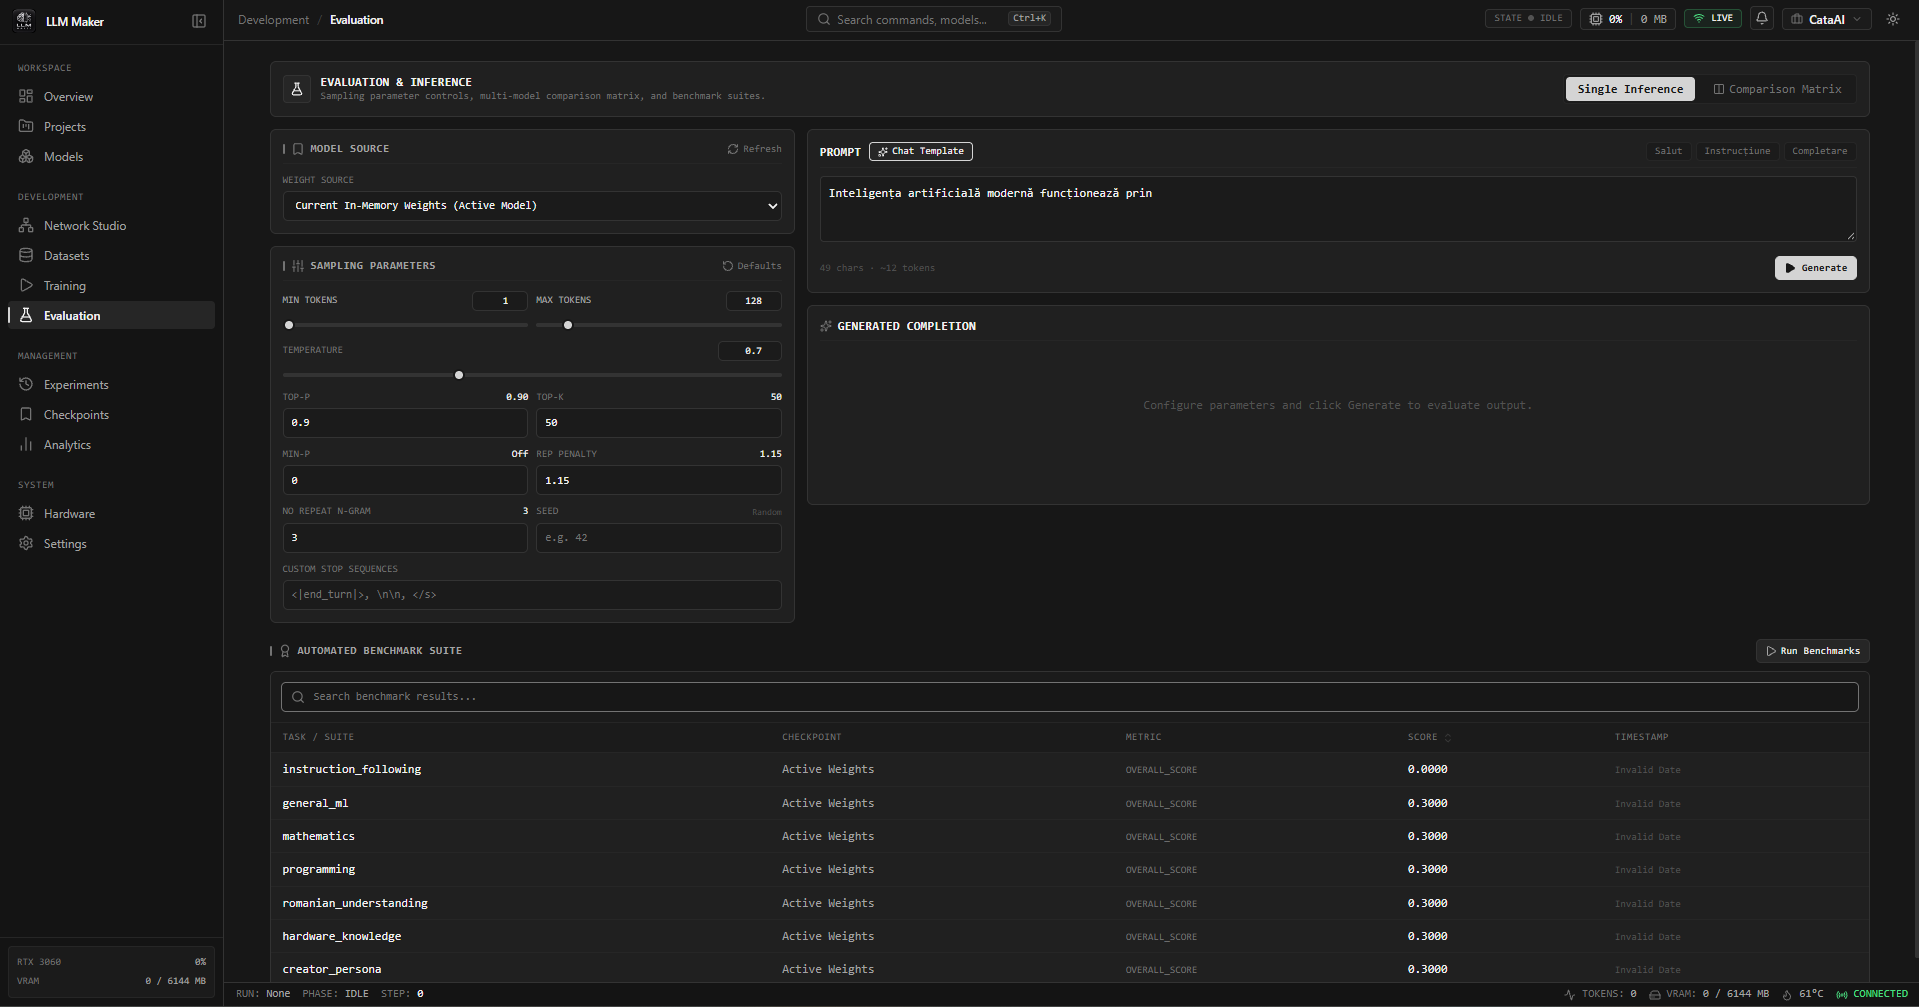 LLM Maker
Development / Evaluation
Search commands, models... Ctrl+K
STATE IDLE
0% 0 MB
LIVE
CataAI
WORKSPACE
Overview
Projects
Models
DEVELOPMENT
Network Studio
Datasets
Training
Evaluation
MANAGEMENT
Experiments
Checkpoints
Analytics
SYSTEM
Hardware
Settings
RTX 3060 0%
VRAM 0 / 6144 MB
EVALUATION & INFERENCE
Sampling parameter controls, multi-model comparison matrix, and benchmark suites.
Single Inference Comparison Matrix
MODEL SOURCE Refresh
WEIGHT SOURCE
Current In-Memory Weights (Active Model)
SAMPLING PARAMETERS Defaults
MIN TOKENS 1 MAX TOKENS 128
TEMPERATURE 0.7
TOP-P 0.90 TOP-K 50
0.9 50
MIN-P Off REP PENALTY 1.15
0 1.15
NO REPEAT N-GRAM 3 SEED Random
3 e.g. 42
CUSTOM STOP SEQUENCES
<|end_turn|>, \n\n, </s>
PROMPT Chat Template Salut Instrucțiune Completare
Inteligența artificială modernă funcționează prin
49 chars · ~12 tokens Generate
GENERATED COMPLETION
Configure parameters and click Generate to evaluate output.
AUTOMATED BENCHMARK SUITE Run Benchmarks
Search benchmark results...
TASK / SUITE CHECKPOINT METRIC SCORE TIMESTAMP
instruction_following Active Weights OVERALL_SCORE 0.0000 Invalid Date
general_ml Active Weights OVERALL_SCORE 0.3000 Invalid Date
mathematics Active Weights OVERALL_SCORE 0.3000 Invalid Date
programming Active Weights OVERALL_SCORE 0.3000 Invalid Date
romanian_understanding Active Weights OVERALL_SCORE 0.3000 Invalid Date
hardware_knowledge Active Weights OVERALL_SCORE 0.3000 Invalid Date
creator_persona Active Weights OVERALL_SCORE 0.3000 Invalid Date
RUN: None PHASE: IDLE STEP: 0
TOKENS: 0 VRAM: 0 / 6144 MB 61°C CONNECTED